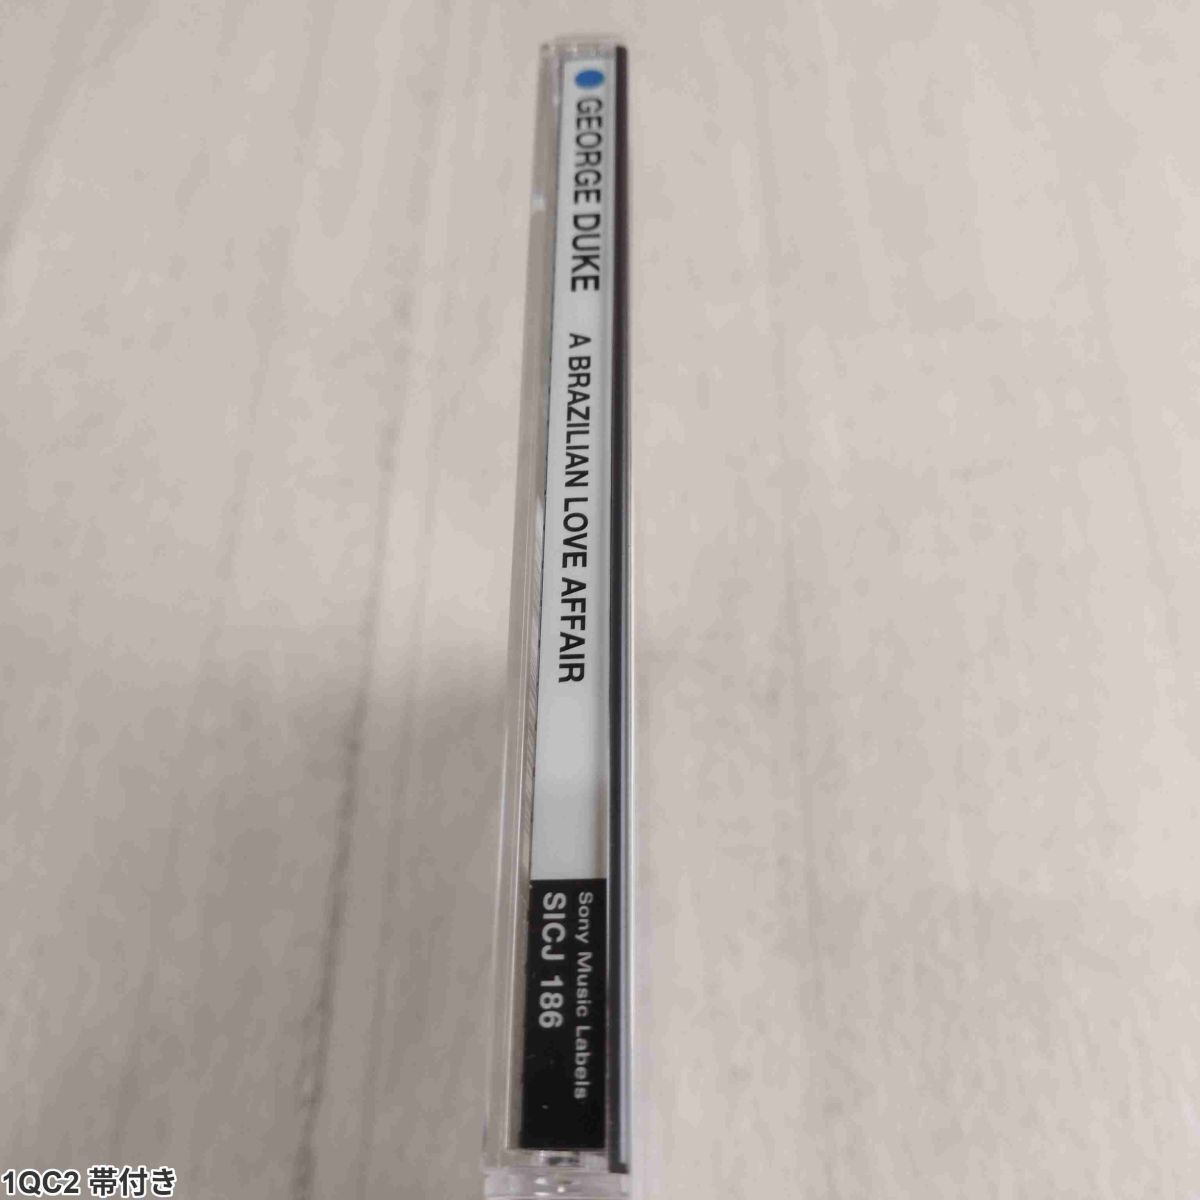 GEORGE DUKE A BRAZILIAN LOVE AFFAIR
Sony Music Labels
SICJ 186
1QC2 帯付き